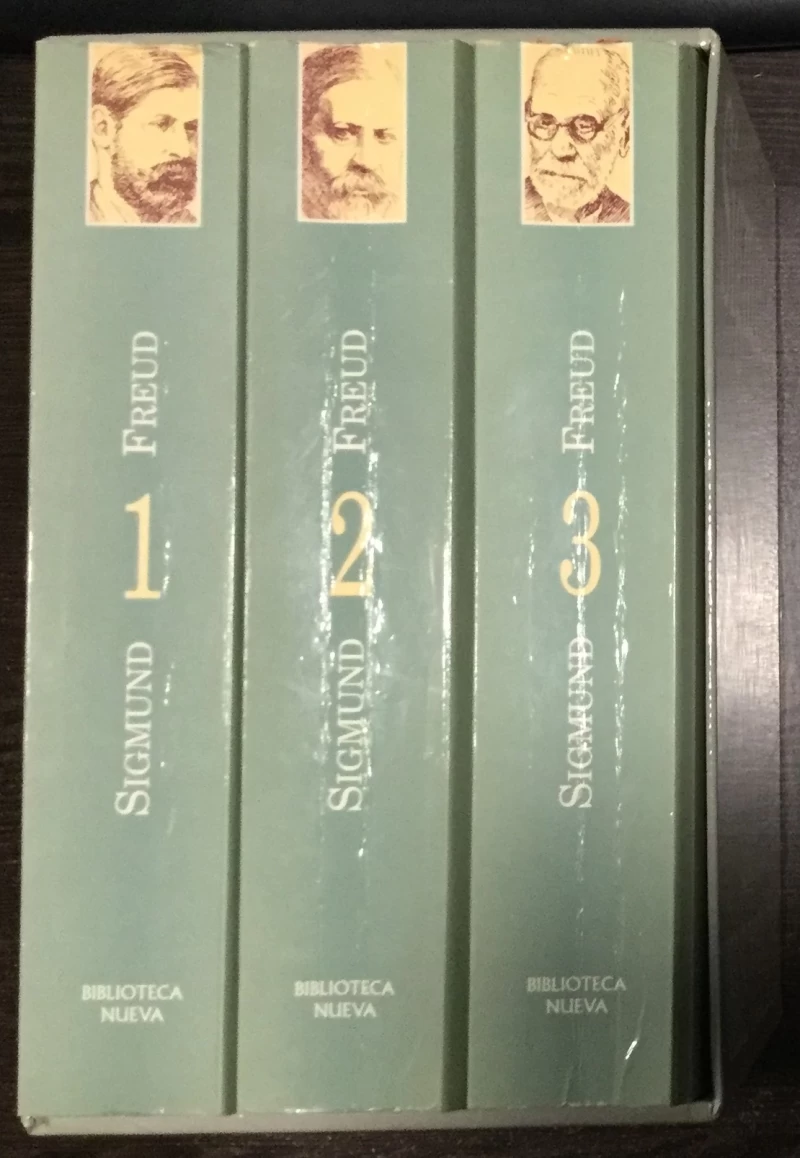 SIGMUND 1 FREUD
BIBLIOTECA
NUEVA
SIGMUND 2 FREUD
BIBLIOTECA
NUEVA
SIGMUND 3 FREUD
BIBLIOTECA
NUEVA